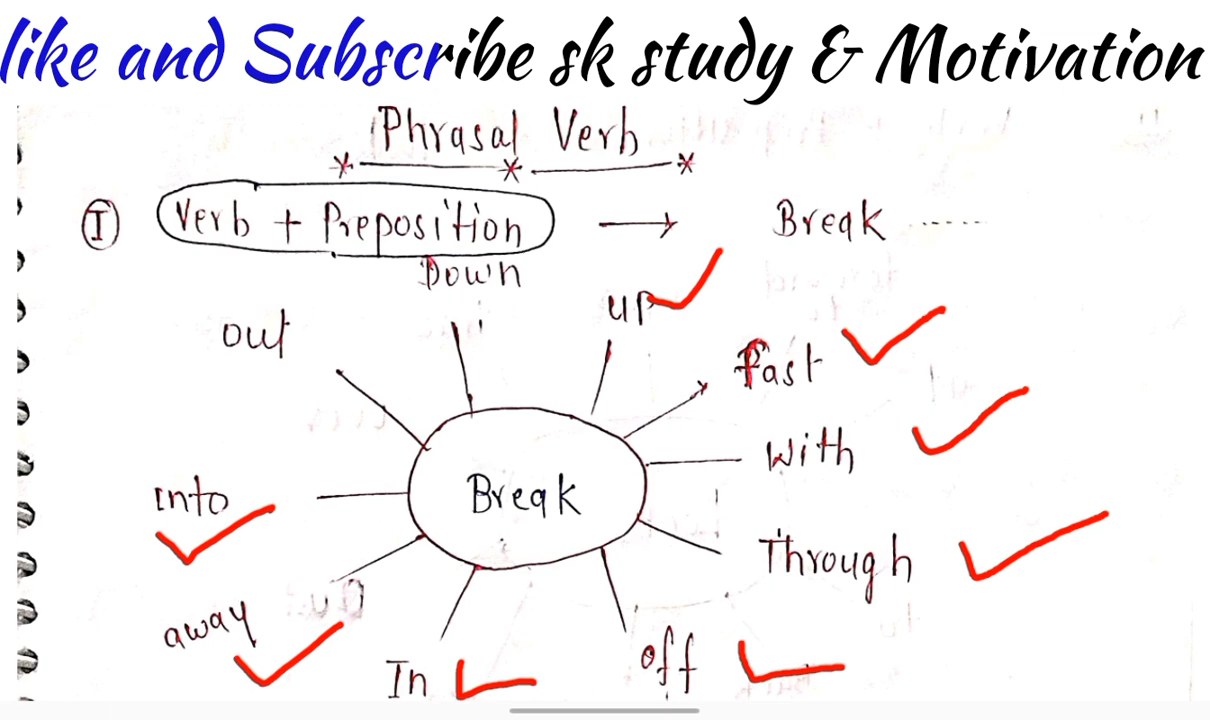 like and Subscribe sk study & Motivation
Phrasal Verb
I Verb + Preposition → Break ......
Down
up
out
fast
With
into
Break
Through
away
In
off